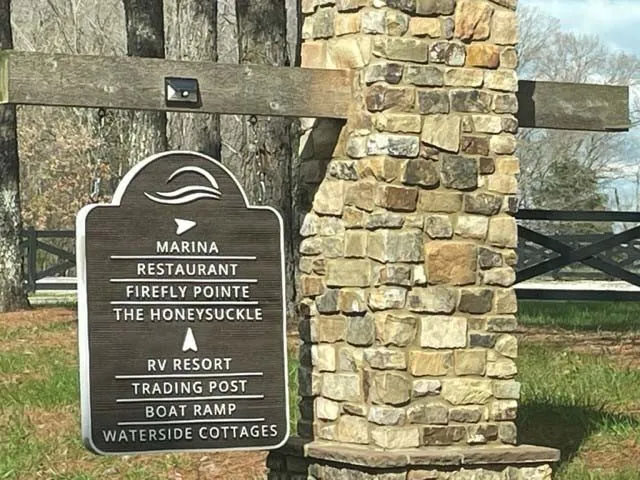 MARINA
RESTAURANT
FIREFLY POINTE
THE HONEYSUCKLE
RV RESORT
TRADING POST
BOAT RAMP
WATERSIDE COTTAGES